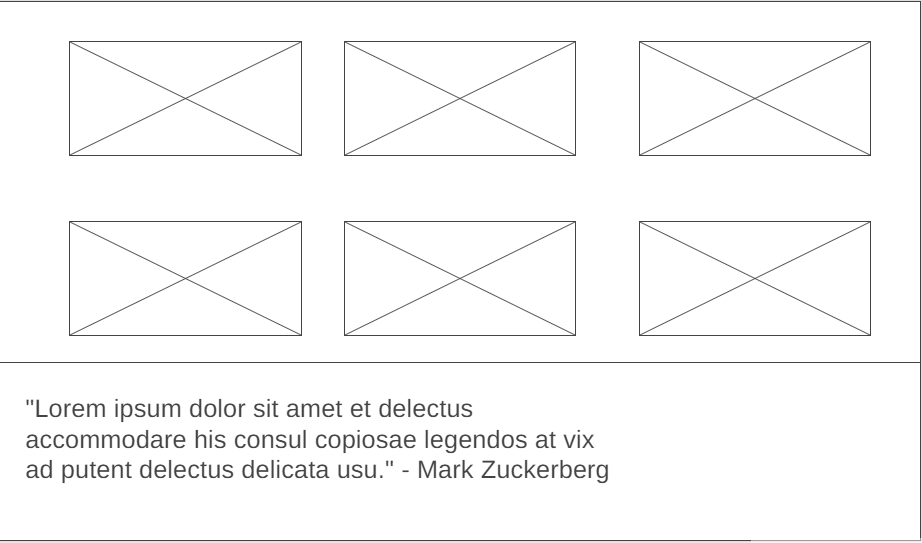 "Lorem ipsum dolor sit amet et delectus
accommodare his consul copiosae legendos at vix
ad putent delectus delicata usu." - Mark Zuckerberg